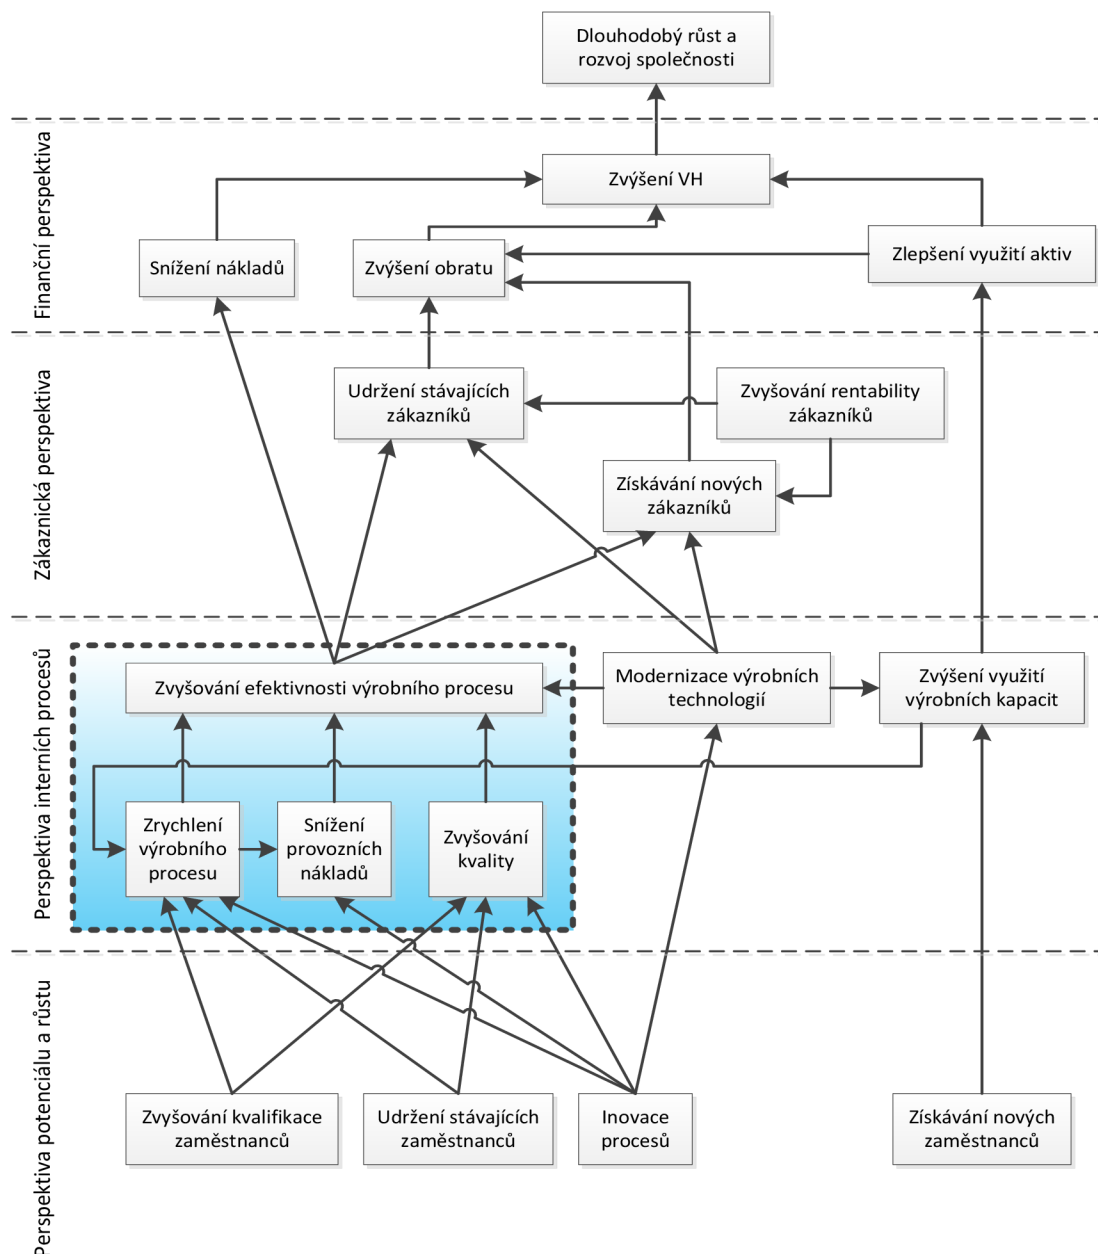 Dlouhodobý růst a
rozvoj společnosti
Finanční perspektiva
Zvýšení VH
Snížení nákladů
Zvýšení obratu
Zlepšení využití aktiv
Zákaznická perspektiva
Udržení stávajících
zákazníků
Zvyšování rentability
zákazníků
Získávání nových
zákazníků
Perspektiva interních procesů
Zvyšování efektivnosti výrobního procesu
Modernizace výrobních
technologií
Zvýšení využití
výrobních kapacit
Zrychlení
výrobního
procesu
Snížení
provozních
nákladů
Zvyšování
kvality
Perspektiva potenciálu a růstu
Zvyšování kvalifikace
zaměstnanců
Udržení stávajících
zaměstnanců
Inovace
procesů
Získávání nových
zaměstnanců